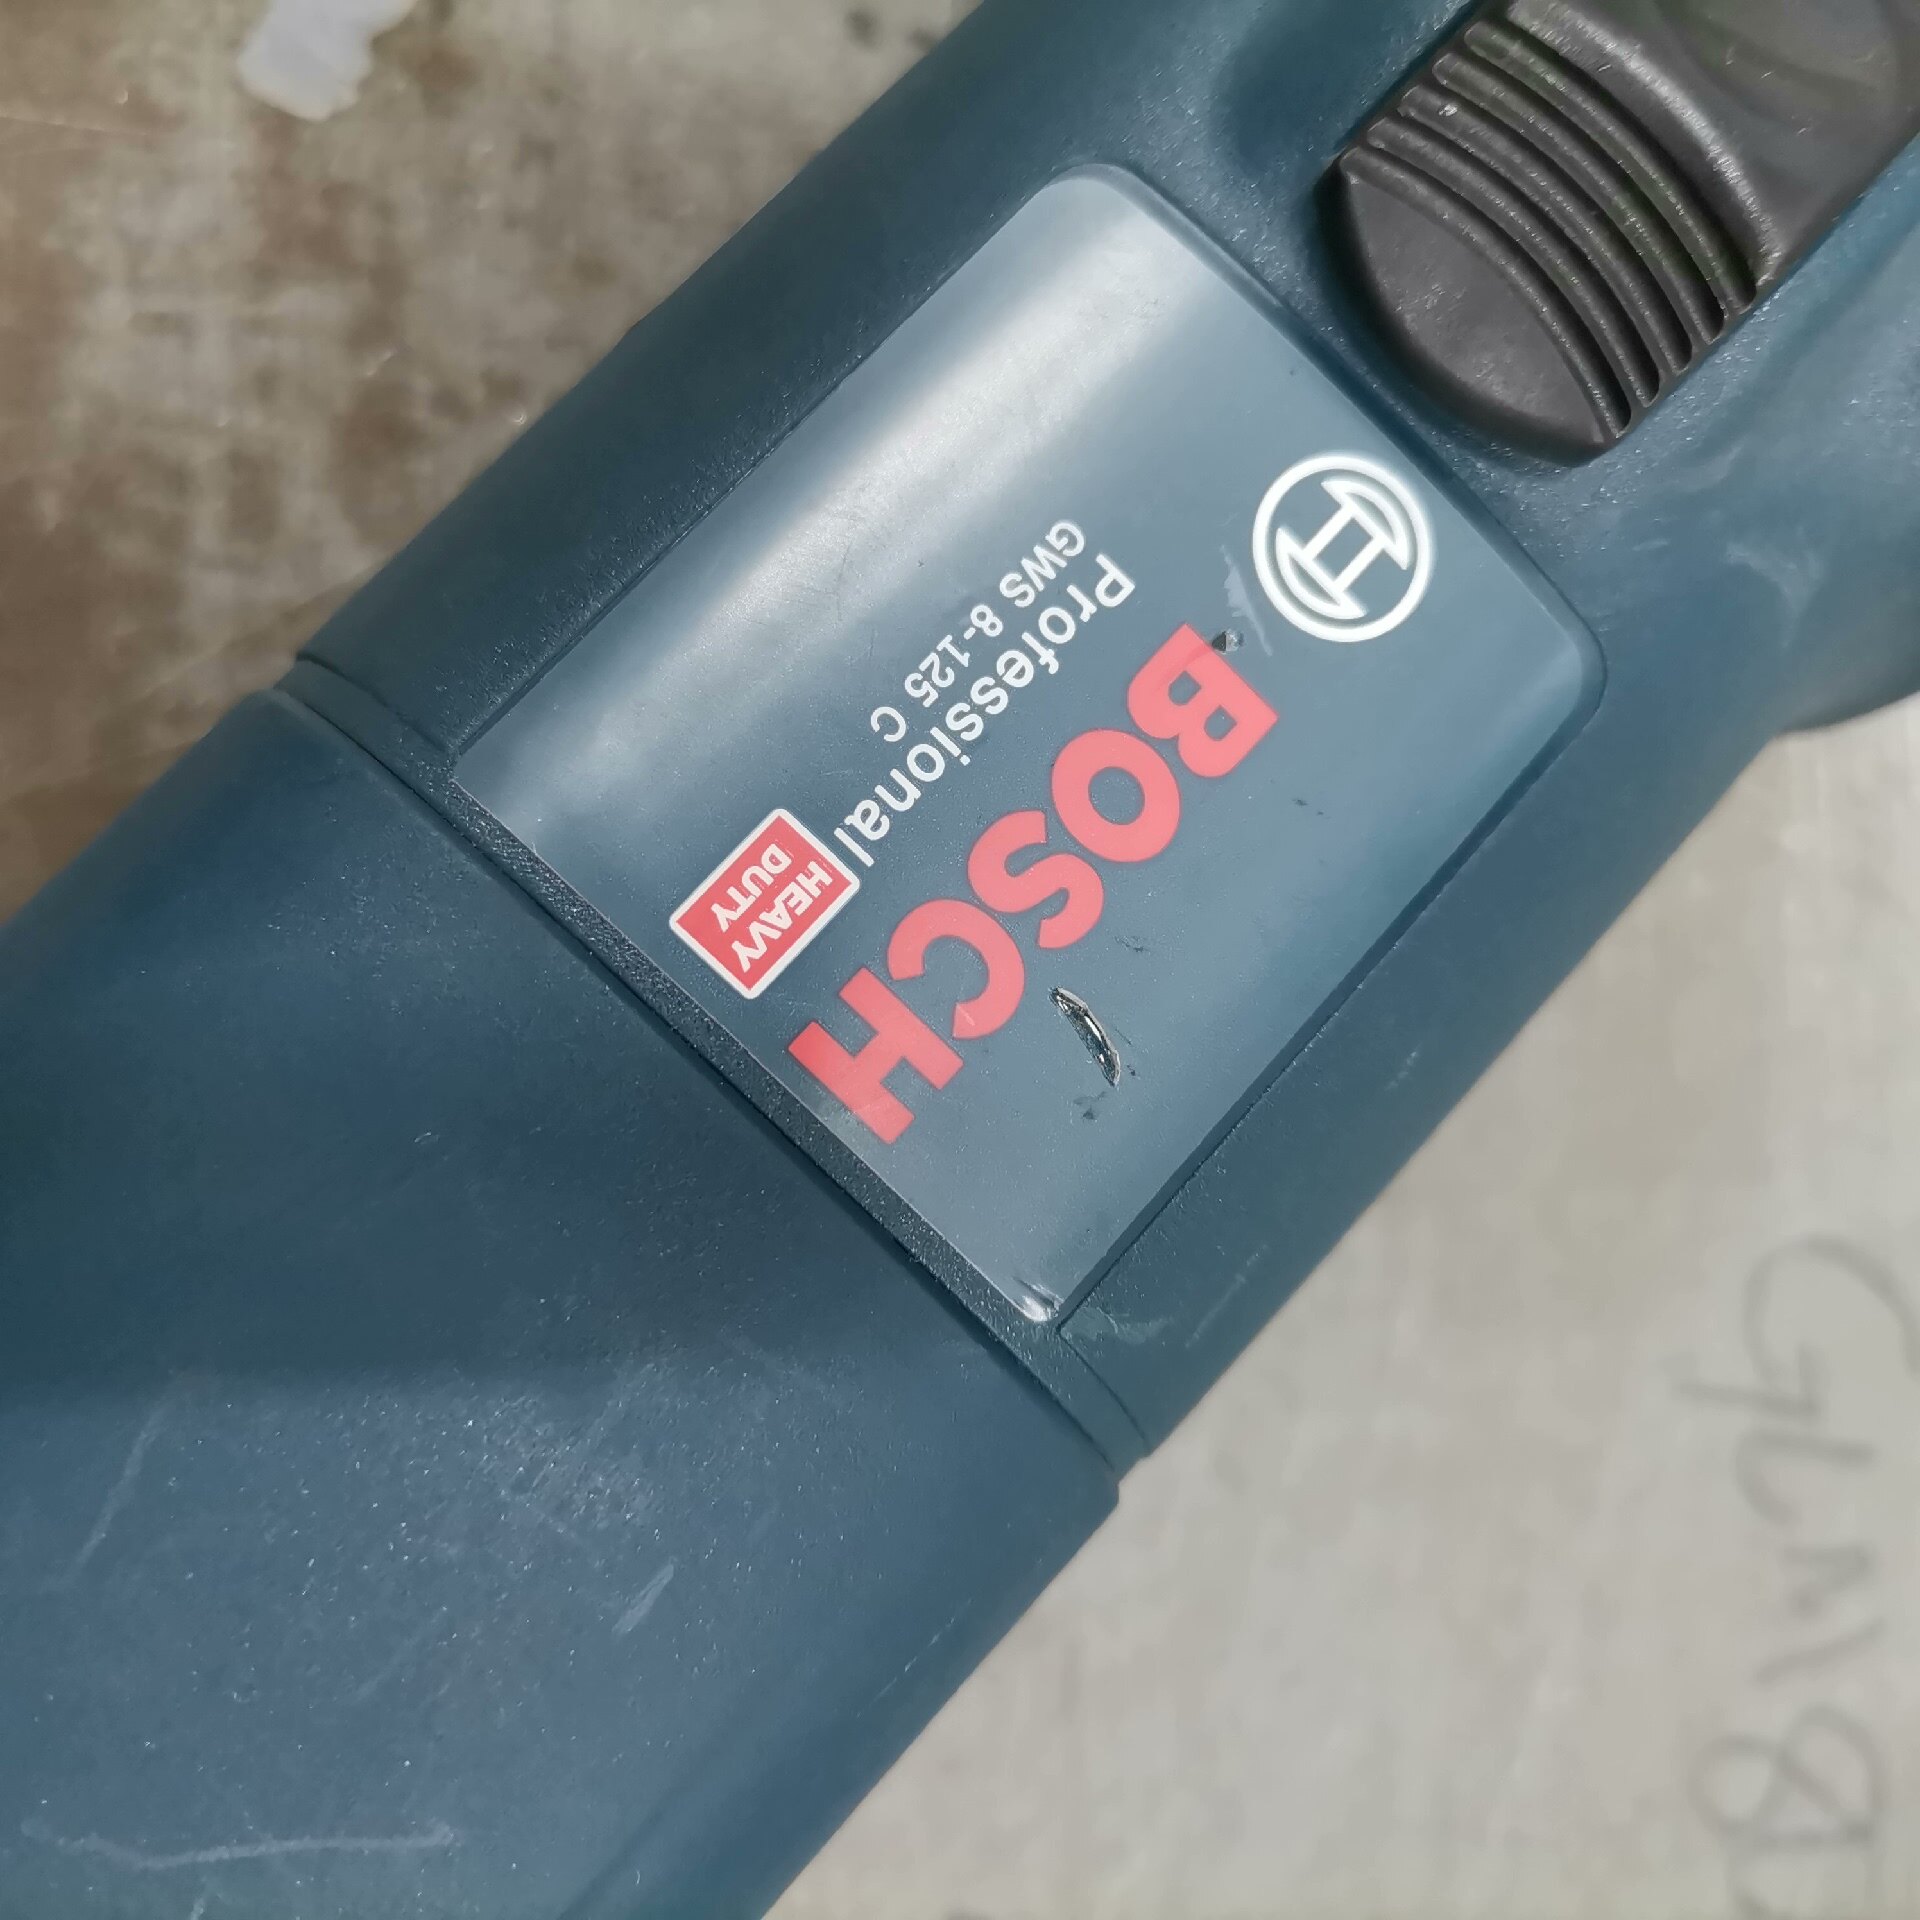 BOSCH
Professional
GWS 8-125 C
HEAVY
DUTY